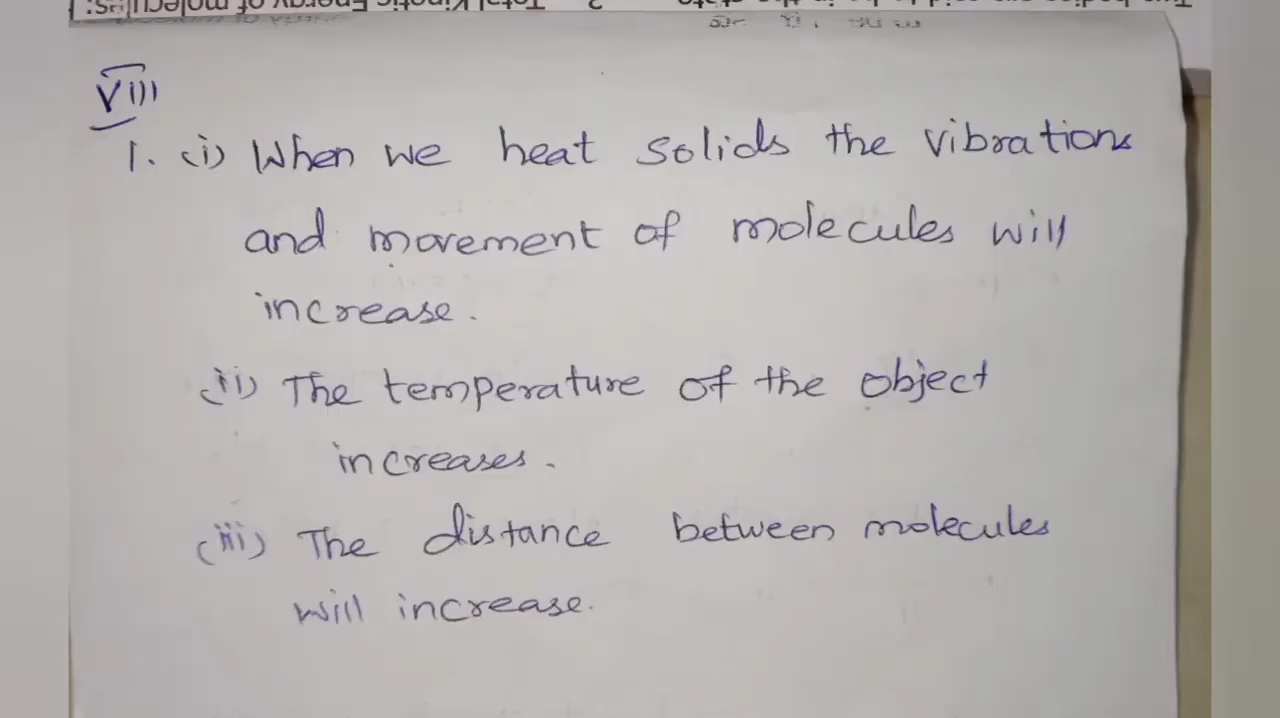 VIII
1. (i) When we heat solids the vibrations
and movement of molecules will
increase.
(ii) The temperature of the object
increases.
(iii) The distance between molecules
will increase.